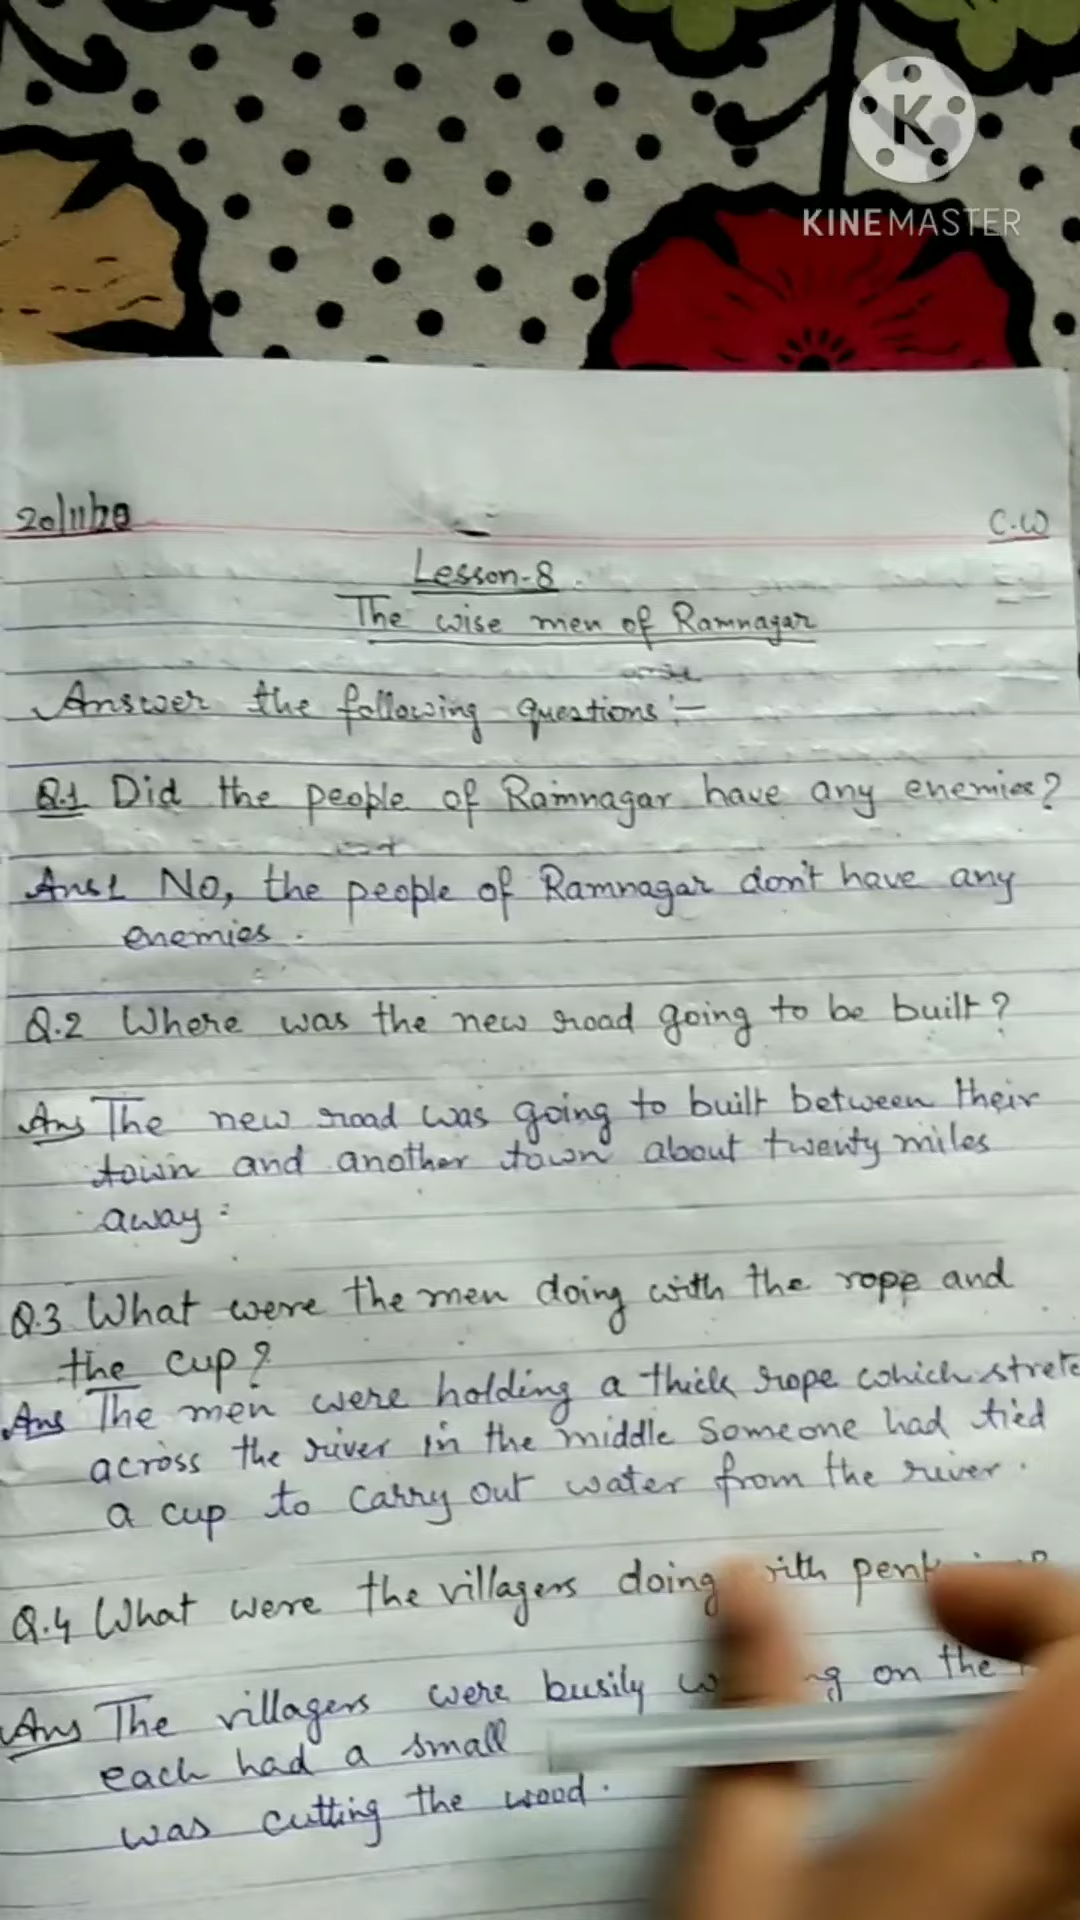 K
KINEMASTER
20/11/20
C.W
Lesson-8
The wise men of Ramnagar
Answer the following questions:-
Q.1 Did the people of Ramnagar have any enemies?
Ans1 No, the people of Ramnagar don't have any
enemies.
Q.2 Where was the new road going to be built?
Ans The new road was going to built between their
town and another town about twenty miles
away.
Q.3 What were the men doing with the rope and
the cup?
Ans The men were holding a thick rope which
across the river in the middle someone had tied
a cup to carry out water from the river.
Q.4 What were the villagers doing
Ans The villagers were busily on the
each had a small
was cutting the wood.